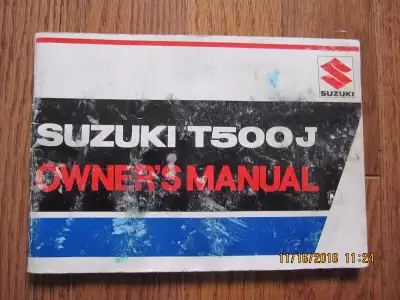 SUZUKI
SUZUKI T500J
OWNER'S MANUAL
11/16/2016 11:24